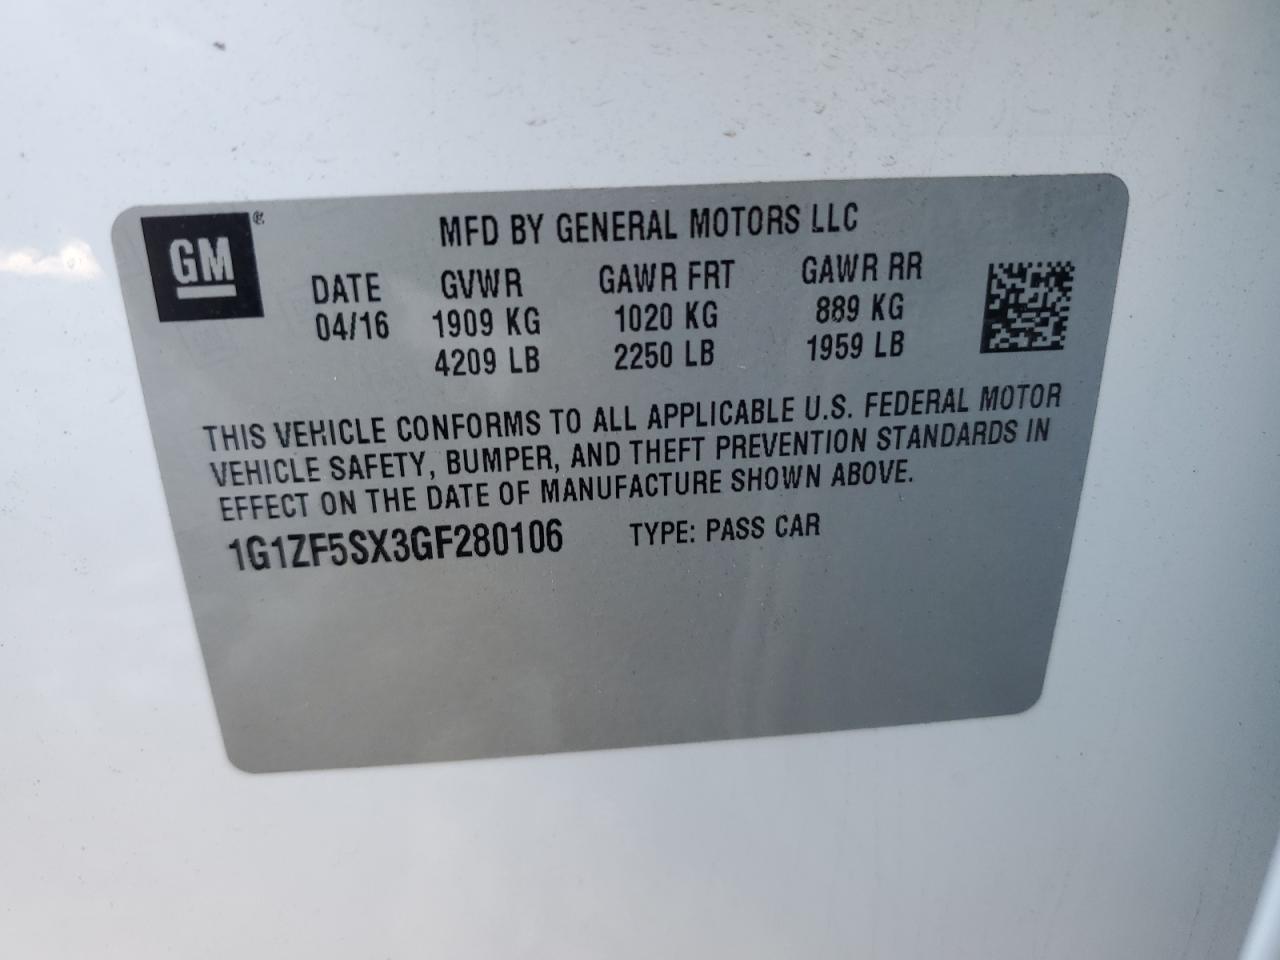 GM®
MFD BY GENERAL MOTORS LLC
DATE GVWR GAWR FRT GAWR RR
04/16 1909 KG 1020 KG 889 KG
4209 LB 2250 LB 1959 LB
THIS VEHICLE CONFORMS TO ALL APPLICABLE U.S. FEDERAL MOTOR
VEHICLE SAFETY, BUMPER, AND THEFT PREVENTION STANDARDS IN
EFFECT ON THE DATE OF MANUFACTURE SHOWN ABOVE.
1G1ZF5SX3GF280106 TYPE: PASS CAR